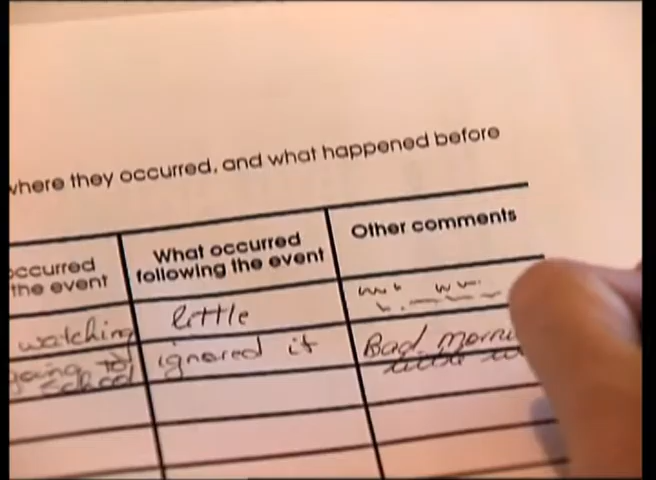 where they occurred, and what happened before
occurred
the event
What occurred
following the event
Other comments
watching
little
going to
school
ignored it
Bad